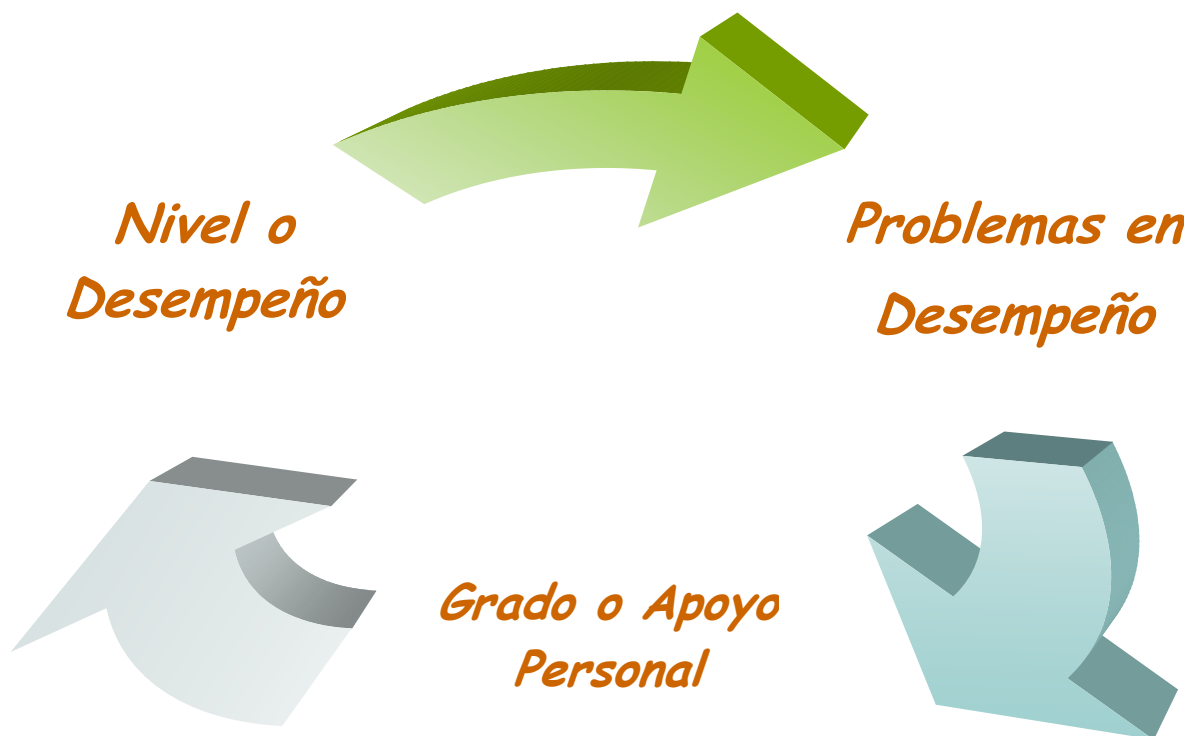 Nivel o
Desempeño
Problemas en
Desempeño
Grado o Apoyo
Personal